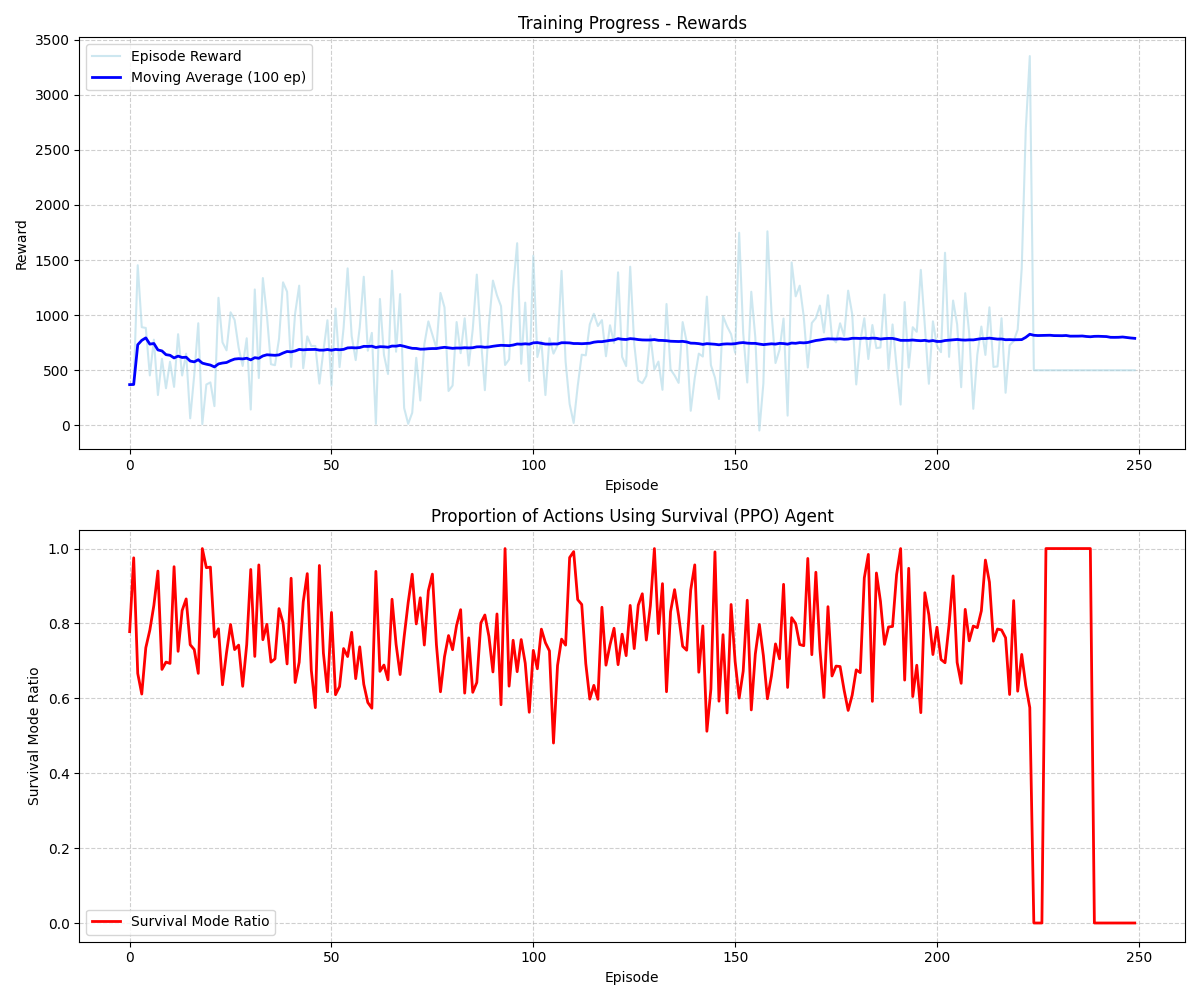 Training Progress - Rewards
3500
3000
2500
2000
1500
1000
500
0
Reward
Episode Reward
Moving Average (100 ep)
0 50 100 150 200 250
Episode
Proportion of Actions Using Survival (PPO) Agent
1.0
0.8
0.6
0.4
0.2
0.0
Survival Mode Ratio
Survival Mode Ratio
0 50 100 150 200 250
Episode